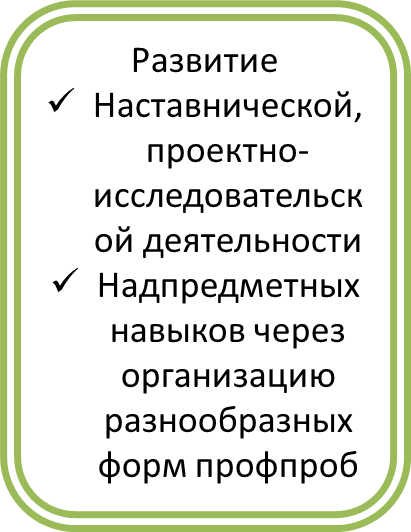 Развитие
✓ Наставнической,
проектно-
исследовательск
ой деятельности
✓ Надпредметных
навыков через
организацию
разнообразных
форм профпроб